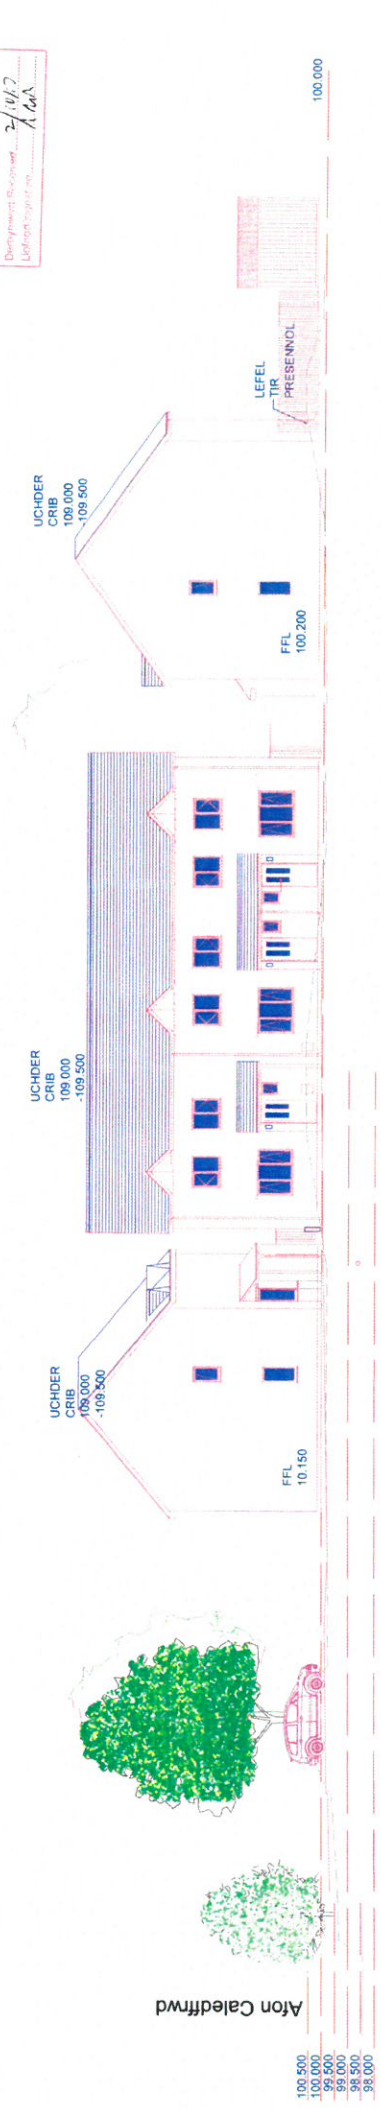 Afon Caledffrwd
100.500
100.000
99.500
99.000
98.500
98.000
UCHDER
CRIB
109.000
-109.500
FFL
10.150
UCHDER
CRIB
109.000
-109.500
UCHDER
CRIB
109.000
-109.500
FFL
100.200
LEFEL
TIR
PRESENNOL
100.000
Derbyniwyd/Received